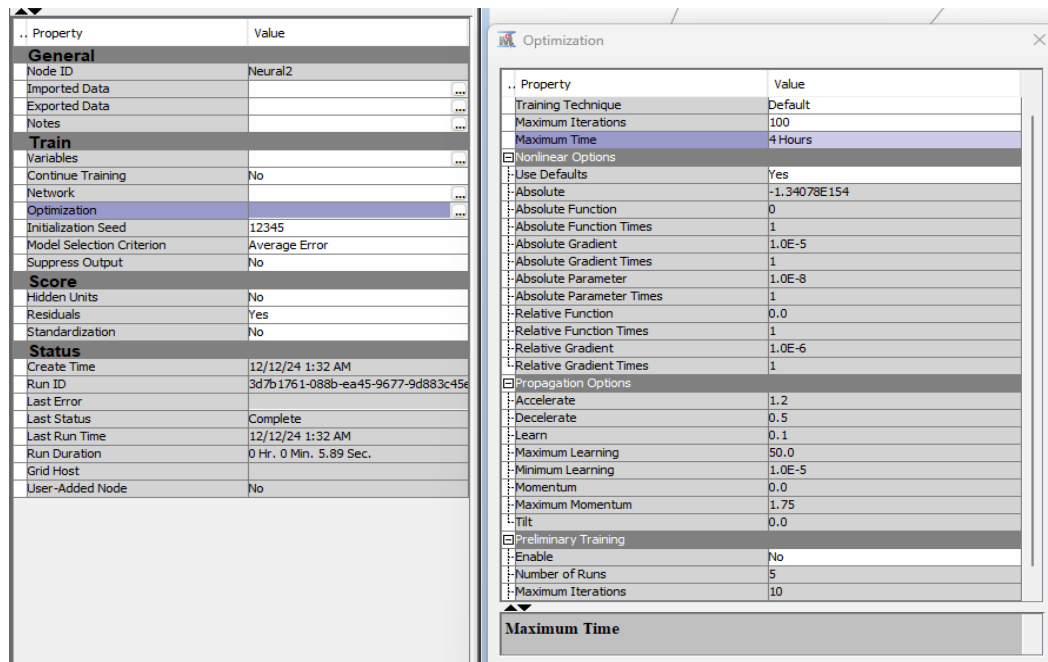 .. Property Value
General
Node ID Neural2
Imported Data ...
Exported Data ...
Notes ...
Train
Variables ...
Continue Training No
Network ...
Optimization ...
Initialization Seed 12345
Model Selection Criterion Average Error
Suppress Output No
Score
Hidden Units No
Residuals Yes
Standardization No
Status
Create Time 12/12/24 1:32 AM
Run ID 3d7b1761-088b-ea45-9677-9d883c45e
Last Error
Last Status Complete
Last Run Time 12/12/24 1:32 AM
Run Duration 0 Hr. 0 Min. 5.89 Sec.
Grid Host
User-Added Node No
Optimization
.. Property Value
Training Technique Default
Maximum Iterations 100
Maximum Time 4 Hours
Nonlinear Options
Use Defaults Yes
Absolute -1.34078E154
Absolute Function 0
Absolute Function Times 1
Absolute Gradient 1.0E-5
Absolute Gradient Times 1
Absolute Parameter 1.0E-8
Absolute Parameter Times 1
Relative Function 0.0
Relative Function Times 1
Relative Gradient 1.0E-6
Relative Gradient Times 1
Propagation Options
Accelerate 1.2
Decelerate 0.5
Learn 0.1
Maximum Learning 50.0
Minimum Learning 1.0E-5
Momentum 0.0
Maximum Momentum 1.75
Tilt 0.0
Preliminary Training
Enable No
Number of Runs 5
Maximum Iterations 10
Maximum Time